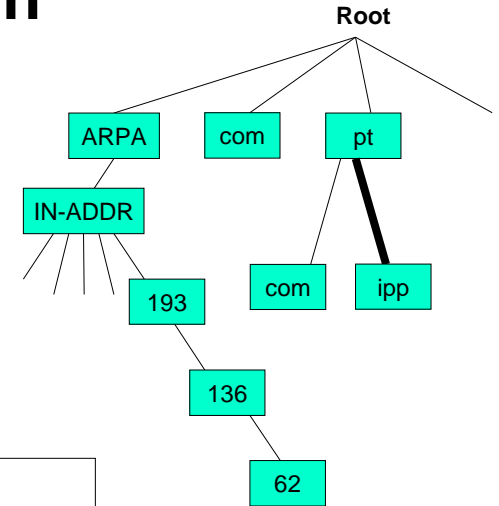 Root
ARPA com pt
IN-ADDR
com ipp
193
136
62